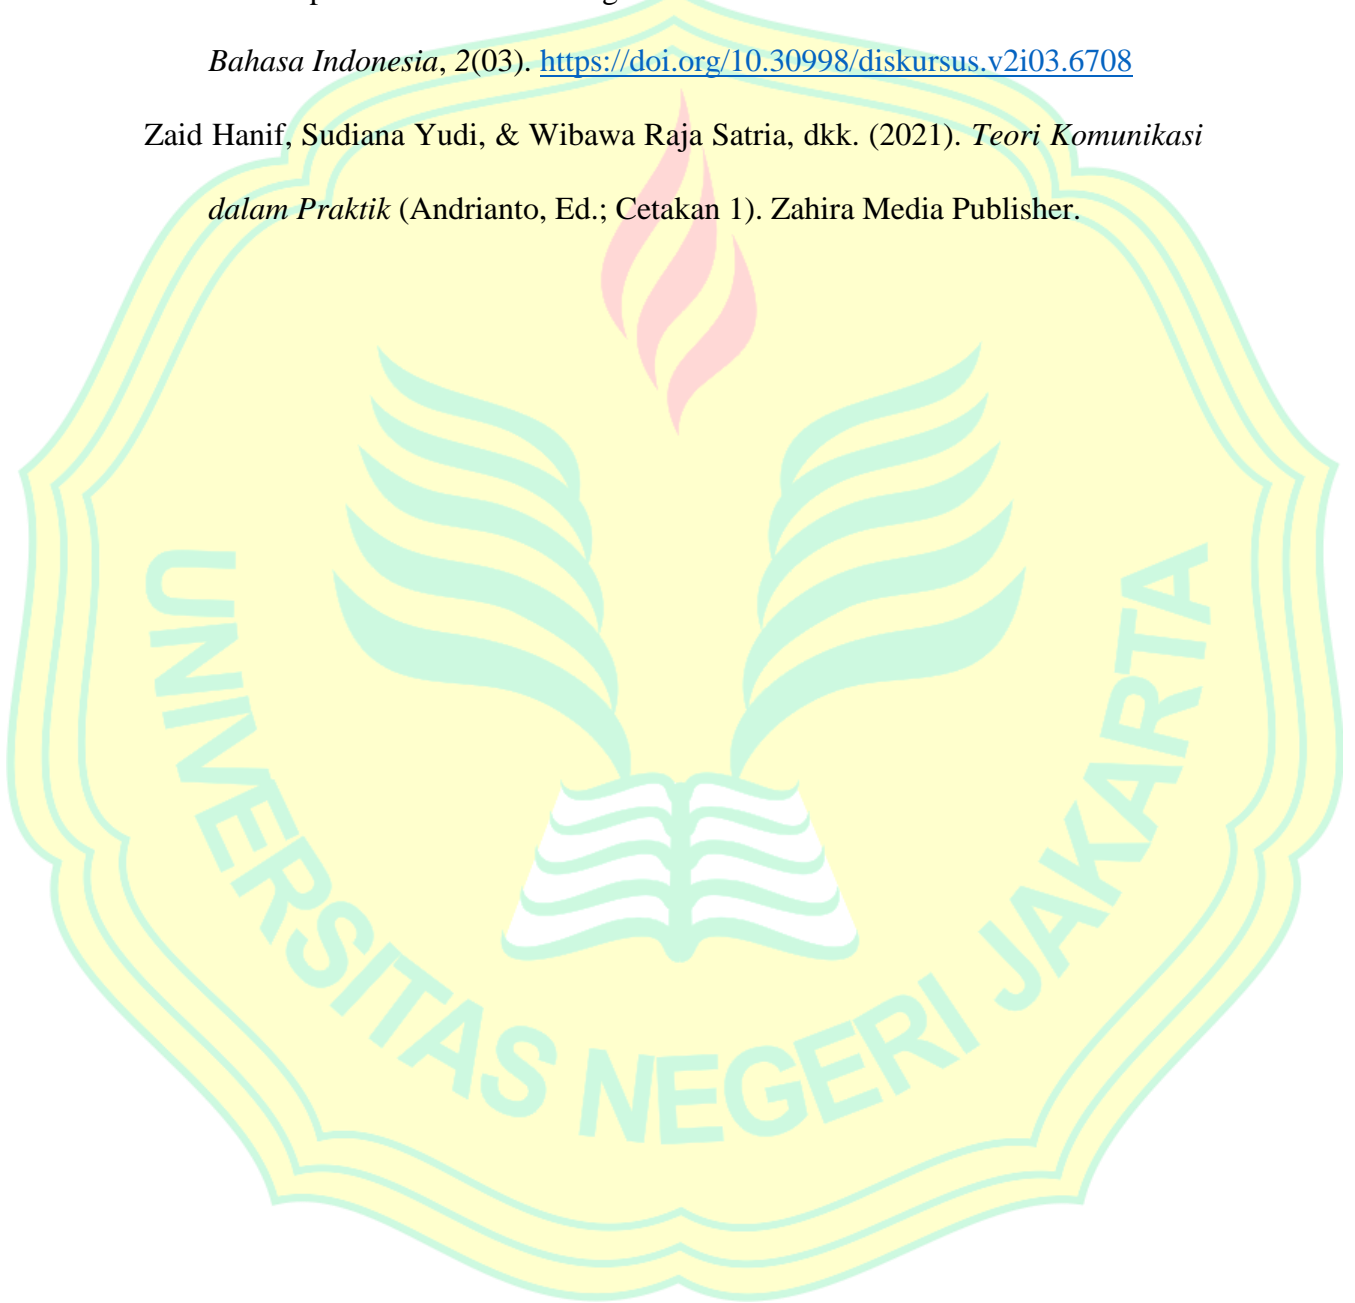 Bahasa Indonesia, 2(03). https://doi.org/10.30998/diskursus.v2i03.6708
Zaid Hanif, Sudiana Yudi, & Wibawa Raja Satria, dkk. (2021). Teori Komunikasi
dalam Praktik (Andrianto, Ed.; Cetakan 1). Zahira Media Publisher.
UNIVERSITAS NEGERI JAKARTA